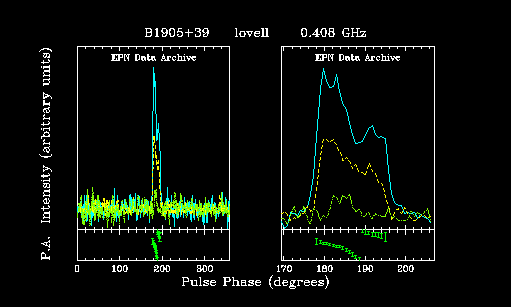 B1905+39 lovell 0.408 GHz
EPN Data Archive EPN Data Archive
P.A. Intensity (arbitrary units)
0 100 200 300 170 180 190 200
Pulse Phase (degrees)